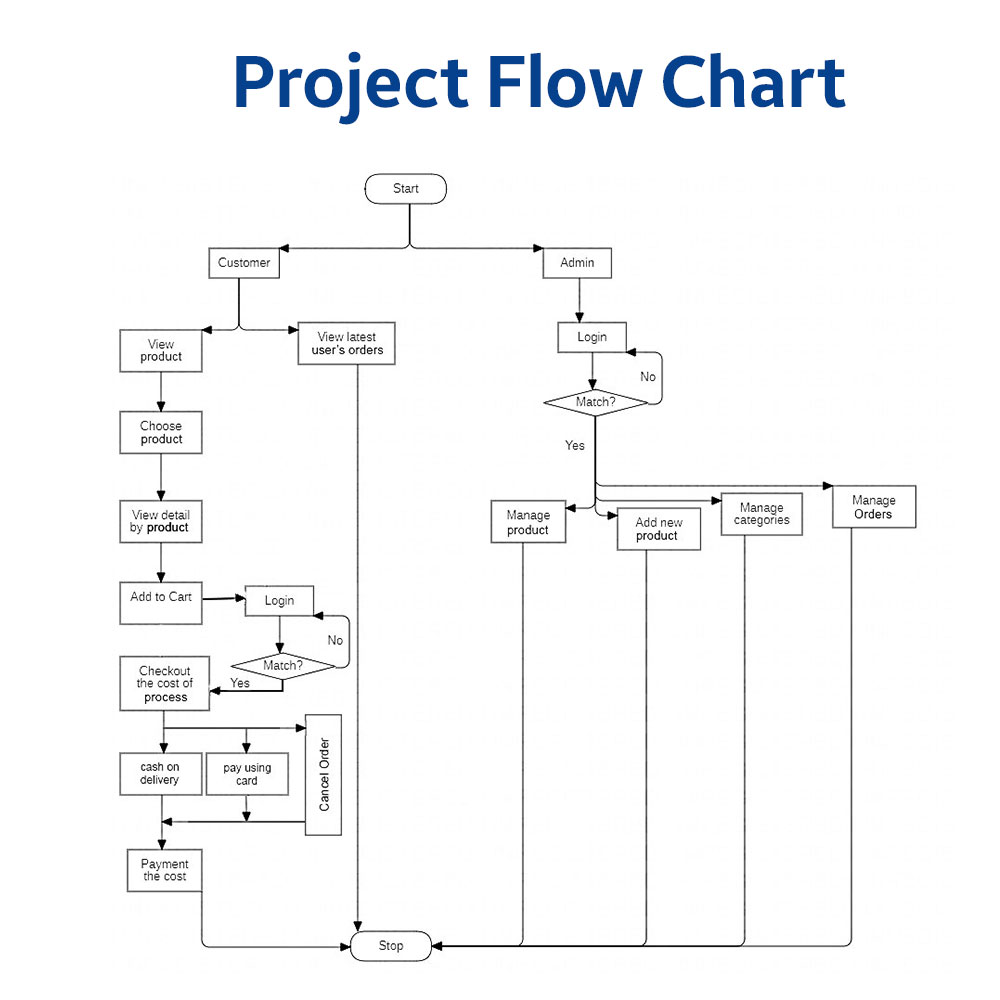 Project Flow Chart
Start
Customer
Admin
View
product
View latest
user's orders
Login
No
Match?
Yes
Choose
product
View detail
by product
Manage
product
Add new
product
Manage
categories
Manage
Orders
Add to Cart
Login
No
Match?
Yes
Checkout
the cost of
process
cash on
delivery
pay using
card
Cancel Order
Payment
the cost
Stop